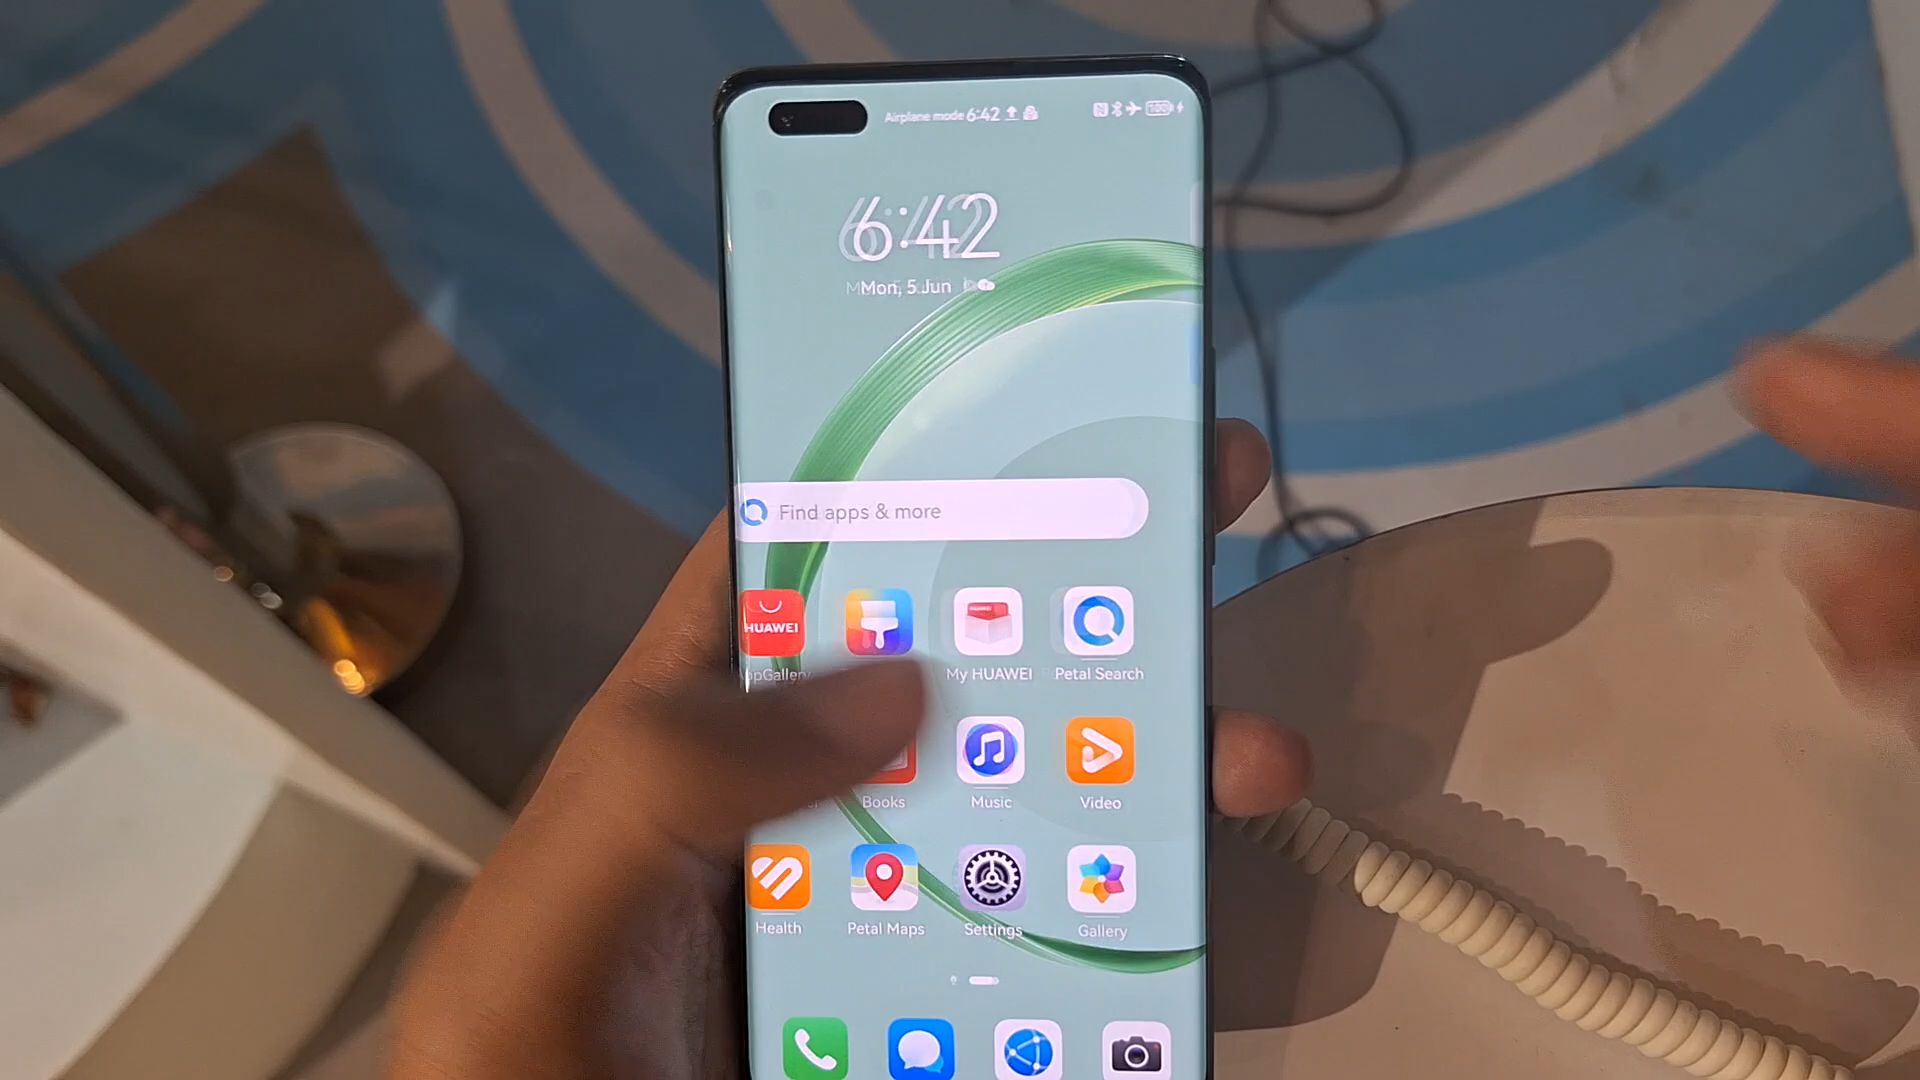 Airplane mode 6:42
100
6:42
Mon, 5 Jun
Find apps & more
HUAWEI
My HUAWEI
Petal Search
Books
Music
Video
Health
Petal Maps
Settings
Gallery